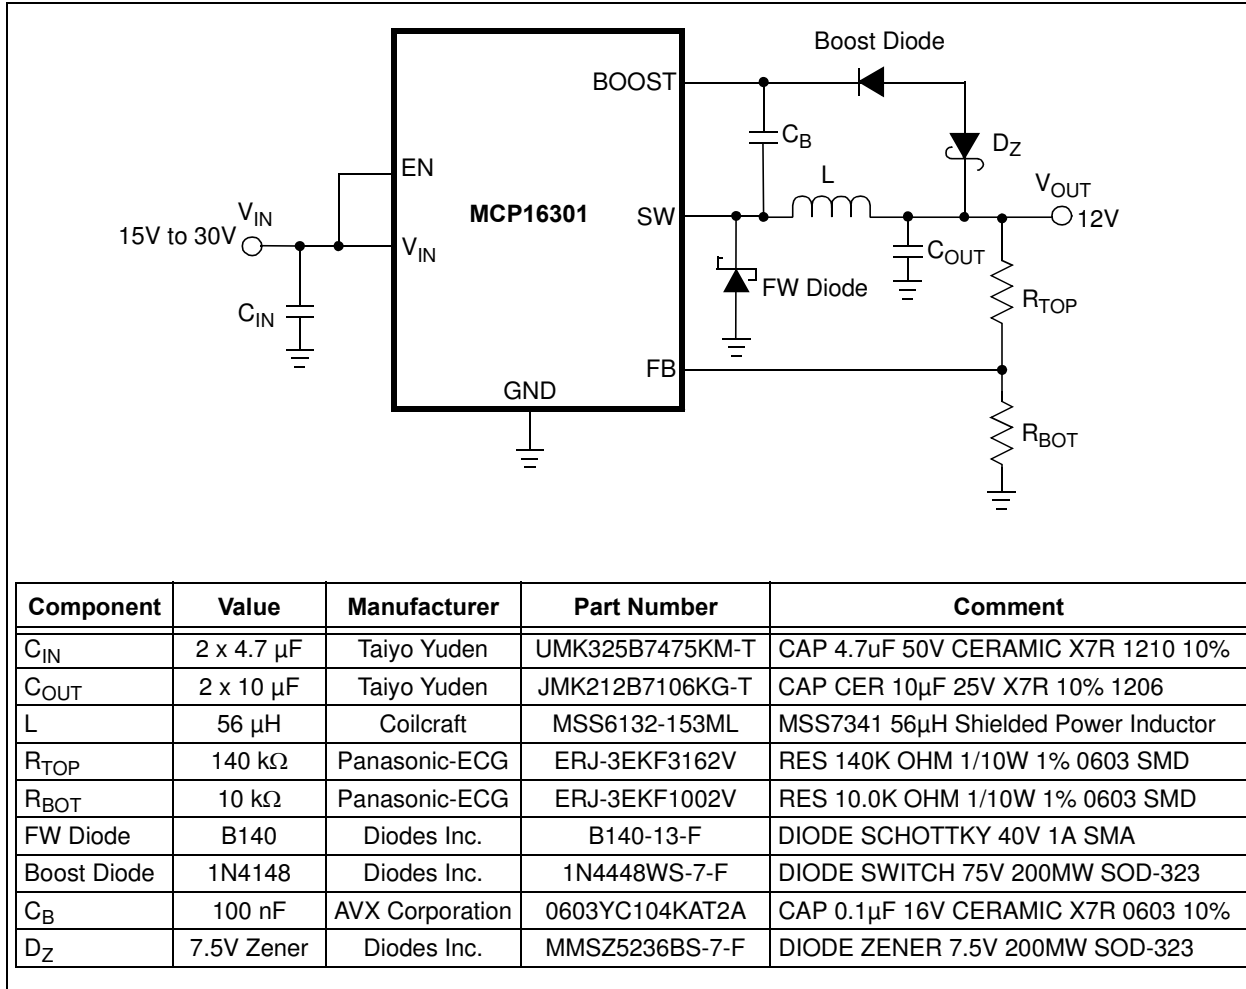 Boost Diode
BOOST
C_B
D_Z
EN
L
V_OUT
MCP16301
SW
V_IN
15V to 30V
12V
V_IN
C_OUT
FW Diode
R_TOP
C_IN
FB
GND
R_BOT
Component Value Manufacturer Part Number Comment
C_IN 2 x 4.7 µF Taiyo Yuden UMK325B7475KM-T CAP 4.7uF 50V CERAMIC X7R 1210 10%
C_OUT 2 x 10 µF Taiyo Yuden JMK212B7106KG-T CAP CER 10µF 25V X7R 10% 1206
L 56 µH Coilcraft MSS6132-153ML MSS7341 56µH Shielded Power Inductor
R_TOP 140 kΩ Panasonic-ECG ERJ-3EKF3162V RES 140K OHM 1/10W 1% 0603 SMD
R_BOT 10 kΩ Panasonic-ECG ERJ-3EKF1002V RES 10.0K OHM 1/10W 1% 0603 SMD
FW Diode B140 Diodes Inc. B140-13-F DIODE SCHOTTKY 40V 1A SMA
Boost Diode 1N4148 Diodes Inc. 1N4448WS-7-F DIODE SWITCH 75V 200MW SOD-323
C_B 100 nF AVX Corporation 0603YC104KAT2A CAP 0.1µF 16V CERAMIC X7R 0603 10%
D_Z 7.5V Zener Diodes Inc. MMSZ5236BS-7-F DIODE ZENER 7.5V 200MW SOD-323